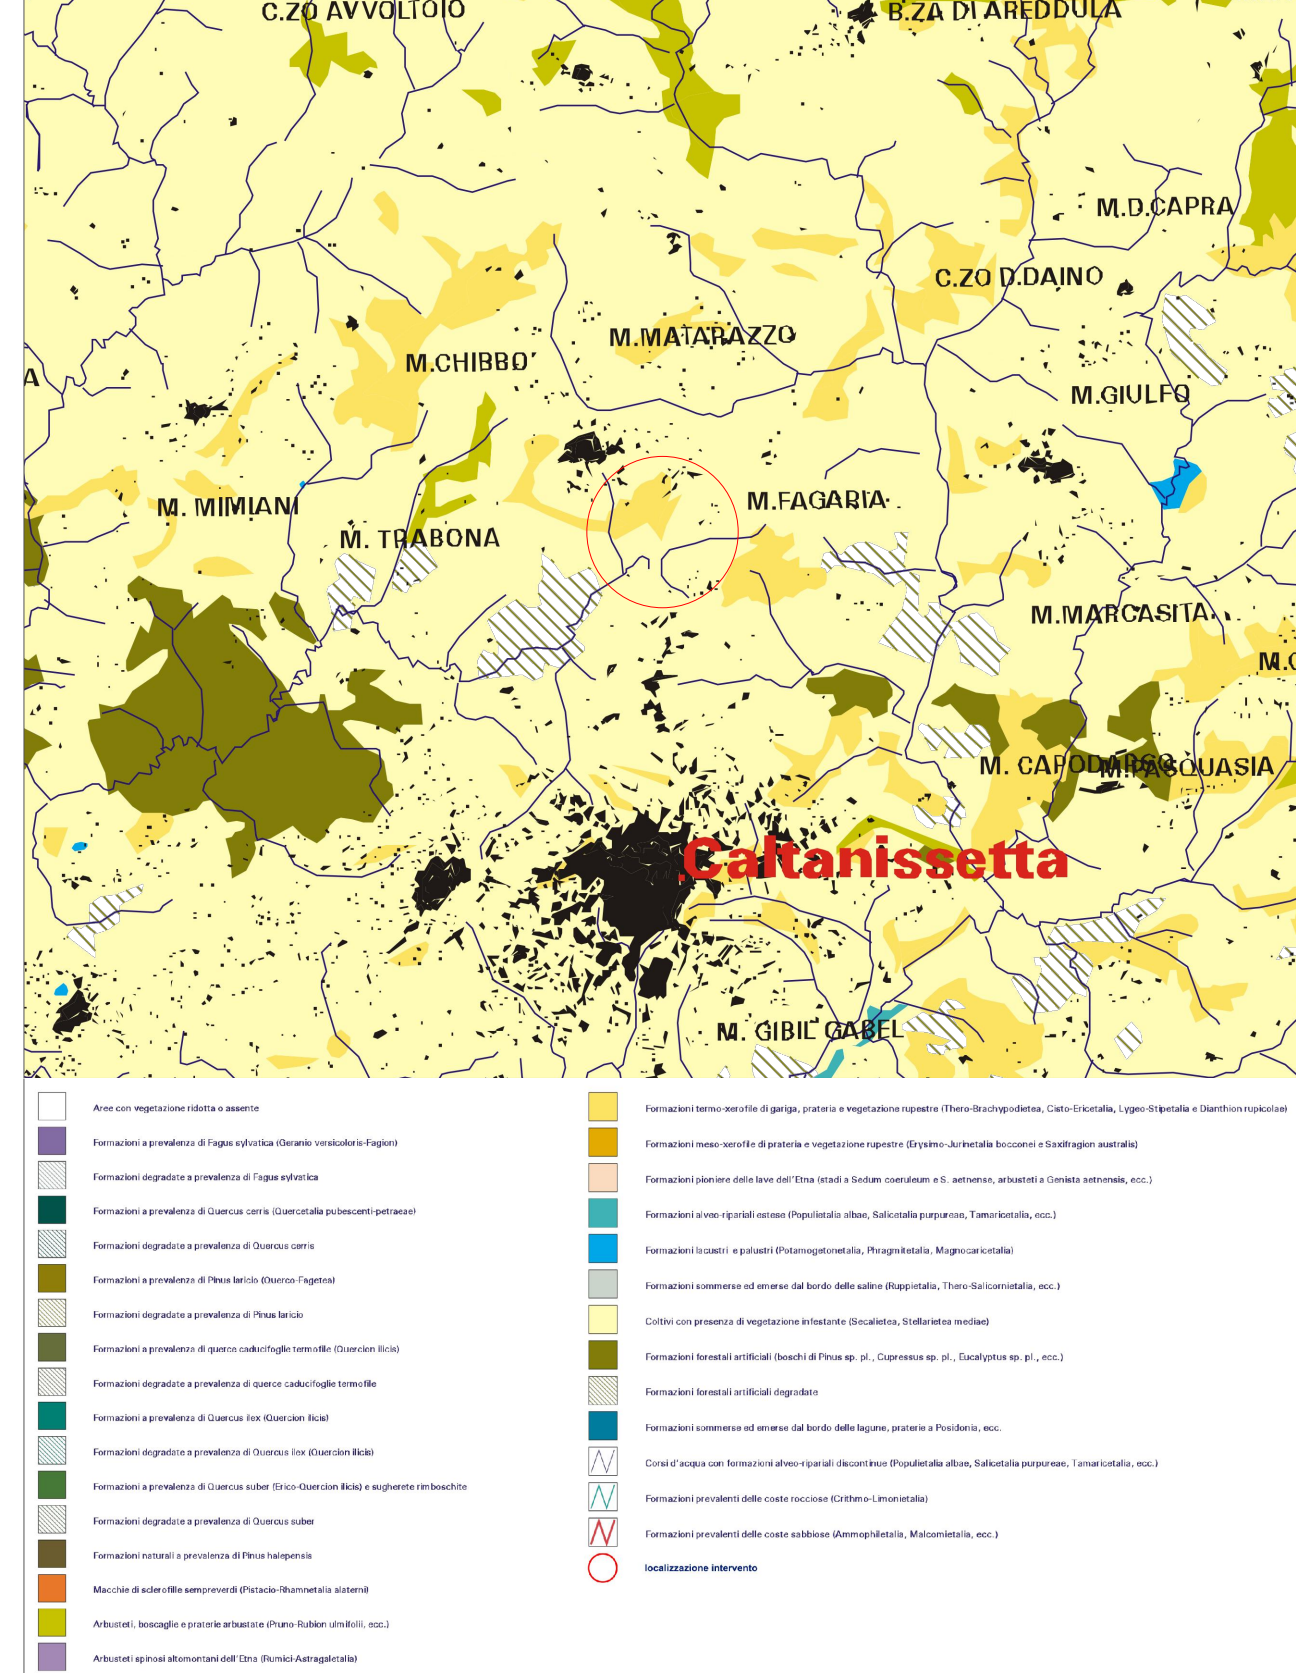 C.ZO AVVOLTOIO
B.ZA DI AREDDULA
M.D.CAPRA
C.ZO D.DAINO
M.MATARAZZO
M.CHIBBO'
A
M.GIULFO
M. MIMIANI
M.FAGARIA
M. TRABONA
M.MARCASITA
M. CAPODARSO
M.PASQUASIA
Caltanissetta
M. GIBIL GABEL
Aree con vegetazione ridotta o assente
Formazioni a prevalenza di Fagus sylvatica (Geranio versicoloris-Fagion)
Formazioni degradate a prevalenza di Fagus sylvatica
Formazioni a prevalenza di Quercus cerris (Quercetalia pubescenti-petraeae)
Formazioni degradate a prevalenza di Quercus cerris
Formazioni a prevalenza di Pinus laricio (Querco-Fagetea)
Formazioni degradate a prevalenza di Pinus laricio
Formazioni a prevalenza di querce caducifoglie termofile (Quercion ilicis)
Formazioni degradate a prevalenza di querce caducifoglie termofile
Formazioni a prevalenza di Quercus ilex (Quercion ilicis)
Formazioni degradate a prevalenza di Quercus ilex (Quercion ilicis)
Formazioni a prevalenza di Quercus suber (Erico-Quercion ilicis) e sugherete rimboschite
Formazioni degradate a prevalenza di Quercus suber
Formazioni naturali a prevalenza di Pinus halepensis
Macchie di sclerofille sempreverdi (Pistacio-Rhamnetalia alaterni)
Arbusteti, boscaglie e praterie arbustate (Pruno-Rubion ulmifolii, ecc.)
Arbusteti spinosi altomontani dell'Etna (Rumici-Astragaletalia)
Formazioni termo-xerofile di gariga, prateria e vegetazione rupestre (Thero-Brachypodietea, Cisto-Ericetalia, Lygeo-Stipetalia e Dianthion rupicolae)
Formazioni meso-xerofile di prateria e vegetazione rupestre (Erysimo-Jurinetalia bocconei e Saxifragion australis)
Formazioni pioniere delle lave dell'Etna (stadi a Sedum coeruleum e S. aetnense, arbusteti a Genista aetnensis, ecc.)
Formazioni alveo-ripariali estese (Populietalia albae, Salicetalia purpureae, Tamaricetalia, ecc.)
Formazioni lacustri e palustri (Potamogetonetalia, Phragmitetalia, Magnocaricetalia)
Formazioni sommerse ed emerse dal bordo delle saline (Ruppietalia, Thero-Salicornietalia, ecc.)
Coltivi con presenza di vegetazione infestante (Secalietea, Stellarietea mediae)
Formazioni forestali artificiali (boschi di Pinus sp. pl., Cupressus sp. pl., Eucalyptus sp. pl., ecc.)
Formazioni forestali artificiali degradate
Formazioni sommerse ed emerse dal bordo delle lagune, praterie a Posidonia, ecc.
Corsi d'acqua con formazioni alveo-ripariali discontinue (Populietalia albae, Salicetalia purpureae, Tamaricetalia, ecc.)
Formazioni prevalenti delle coste rocciose (Crithmo-Limonietalia)
Formazioni prevalenti delle coste sabbiose (Ammophiletalia, Malcomietalia, ecc.)
localizzazione intervento